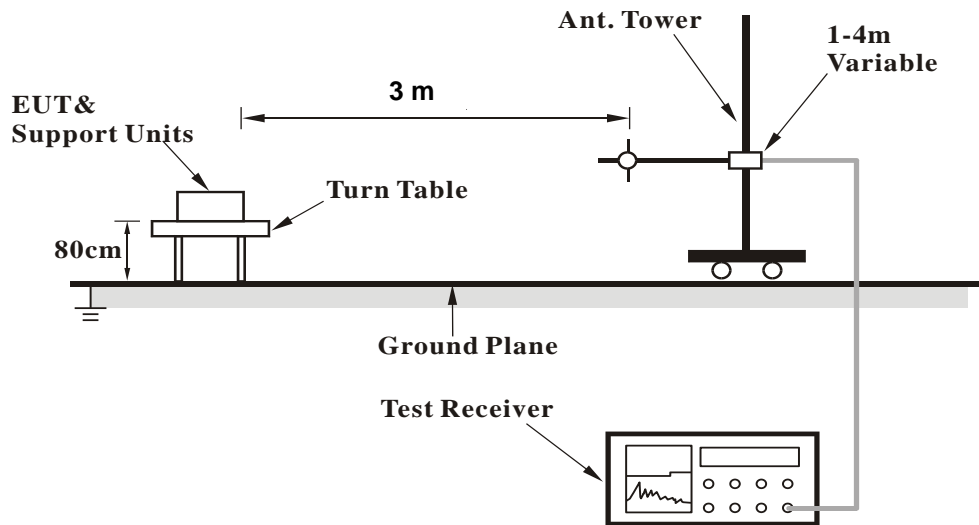 Ant. Tower
1-4m
Variable
3 m
EUT&
Support Units
Turn Table
80cm
Ground Plane
Test Receiver